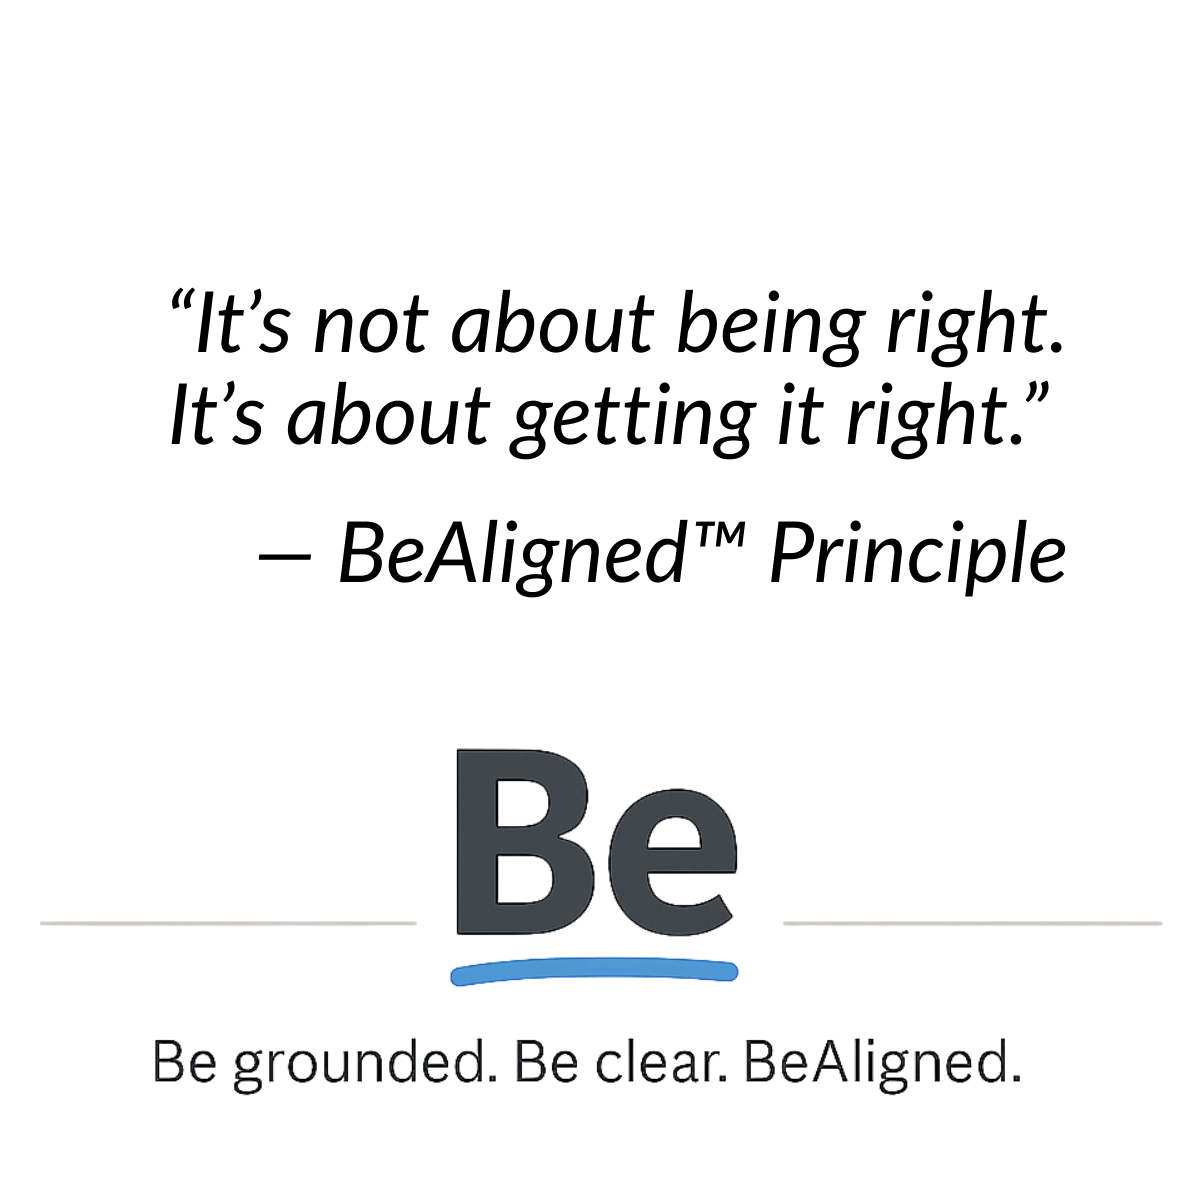 “It’s not about being right.
It’s about getting it right.”
— BeAligned™ Principle
Be
Be grounded. Be clear. BeAligned.